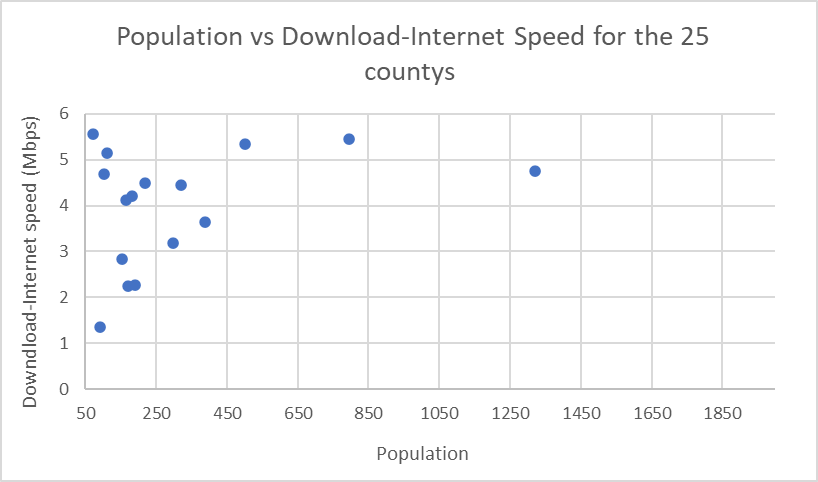 Population vs Download-Internet Speed for the 25
countys
Downdload-Internet speed (Mbps)
6
5
4
3
2
1
0
50 250 450 650 850 1050 1250 1450 1650 1850
Population